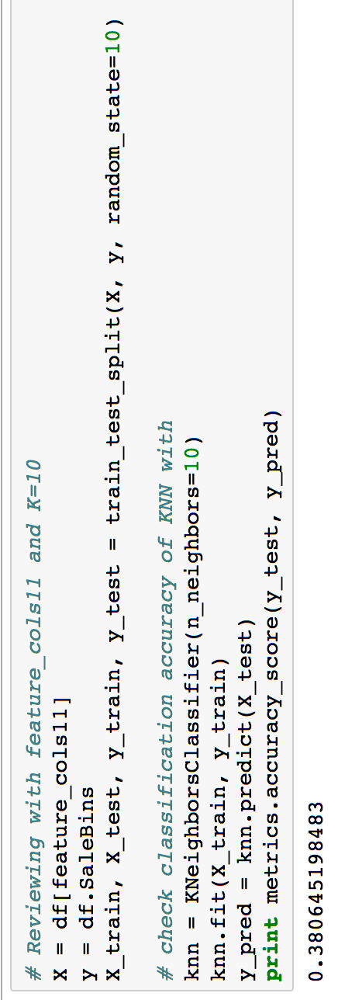 # Reviewing with feature_cols11 and K=10
X = df[feature_cols11]
y = df.SaleBins
X_train, X_test, y_train, y_test = train_test_split(X, y, random_state=10)
# check classification accuracy of KNN with
knn = KNeighborsClassifier(n_neighbors=10)
knn.fit(X_train, y_train)
y_pred = knn.predict(X_test)
print metrics.accuracy_score(y_test, y_pred)
0.380645198483